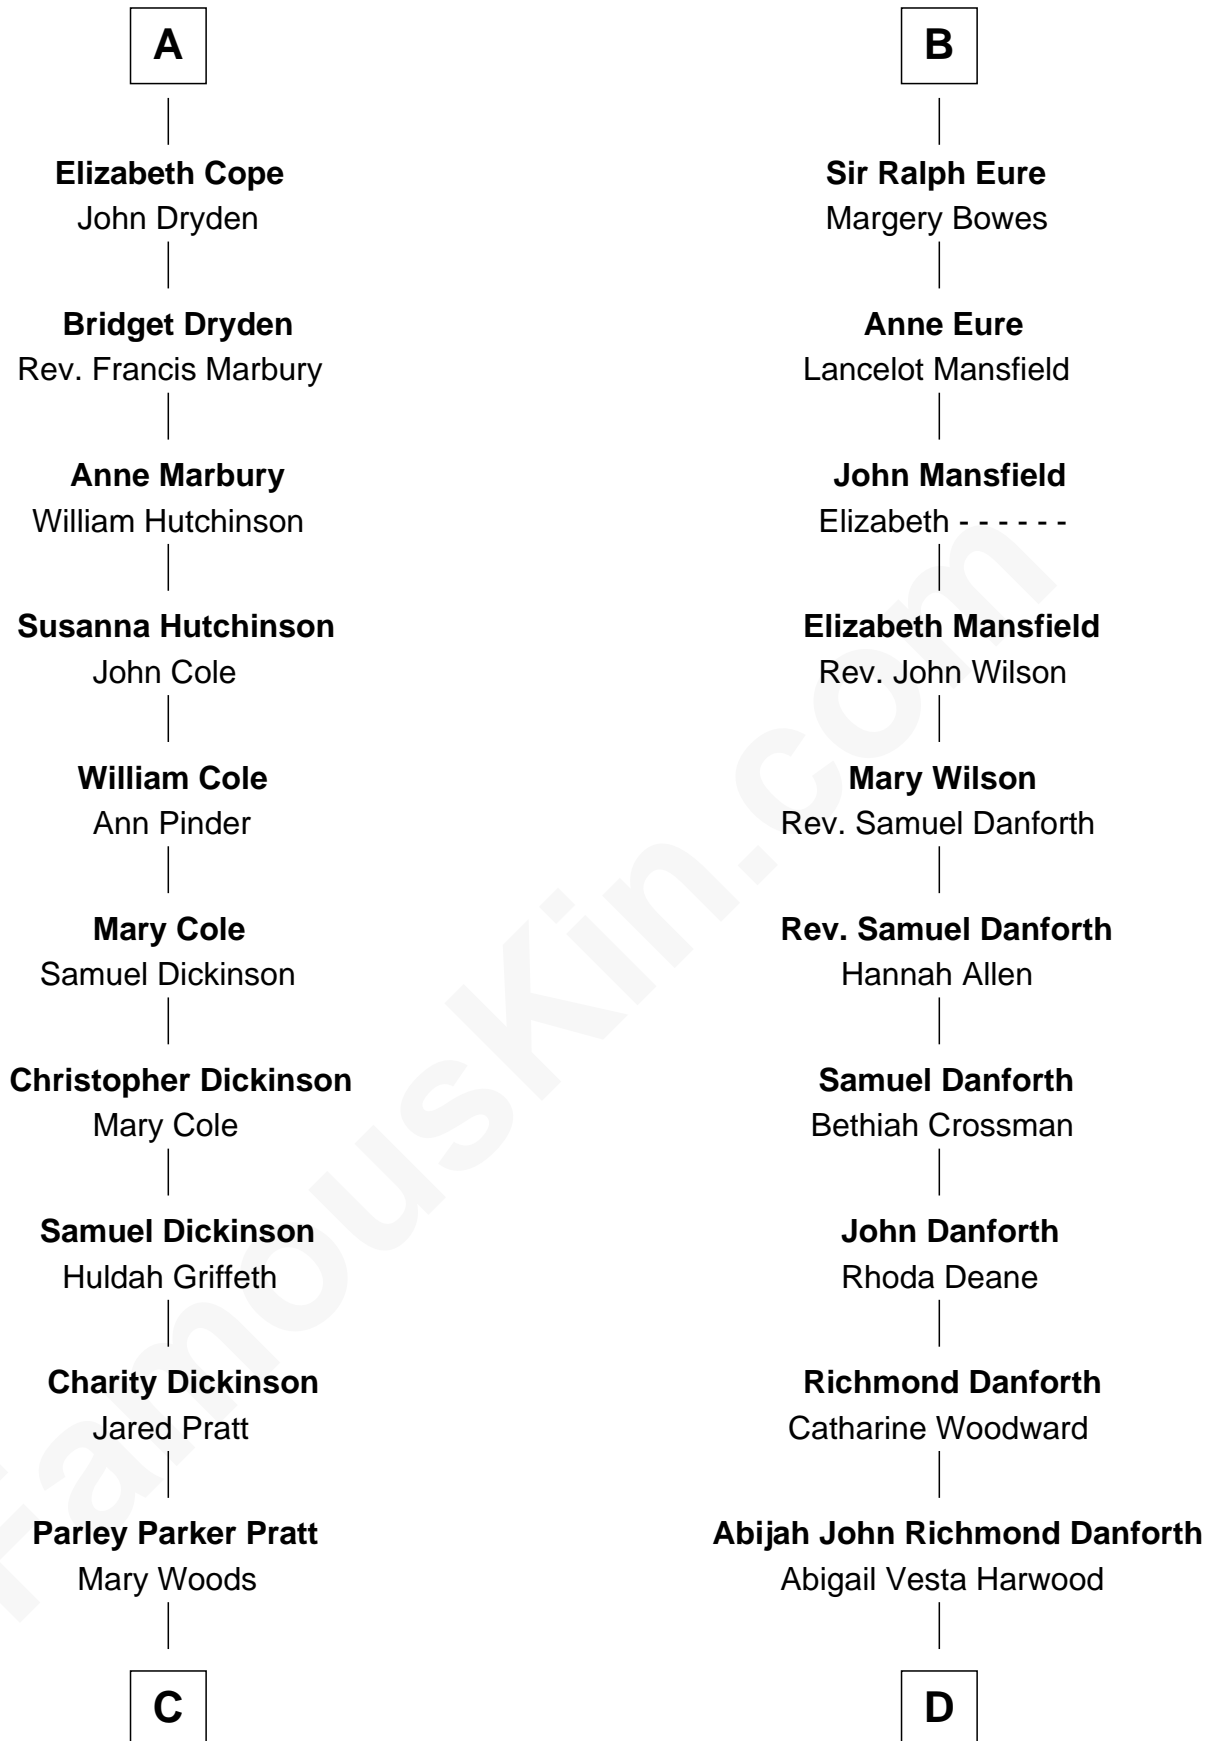 A
Elizabeth Cope
John Dryden
Bridget Dryden
Rev. Francis Marbury
Anne Marbury
William Hutchinson
Susanna Hutchinson
John Cole
William Cole
Ann Pinder
Mary Cole
Samuel Dickinson
Christopher Dickinson
Mary Cole
Samuel Dickinson
Huldah Griffeth
Charity Dickinson
Jared Pratt
Parley Parker Pratt
Mary Woods
C
B
Sir Ralph Eure
Margery Bowes
Anne Eure
Lancelot Mansfield
John Mansfield
Elizabeth - - - - - -
Elizabeth Mansfield
Rev. John Wilson
Mary Wilson
Rev. Samuel Danforth
Rev. Samuel Danforth
Hannah Allen
Samuel Danforth
Bethiah Crossman
John Danforth
Rhoda Deane
Richmond Danforth
Catharine Woodward
Abijah John Richmond Danforth
Abigail Vesta Harwood
D
FamousKin.com